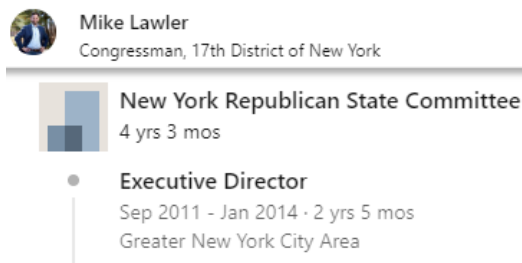 Mike Lawler
Congressman, 17th District of New York
New York Republican State Committee
4 yrs 3 mos
Executive Director
Sep 2011 - Jan 2014 · 2 yrs 5 mos
Greater New York City Area